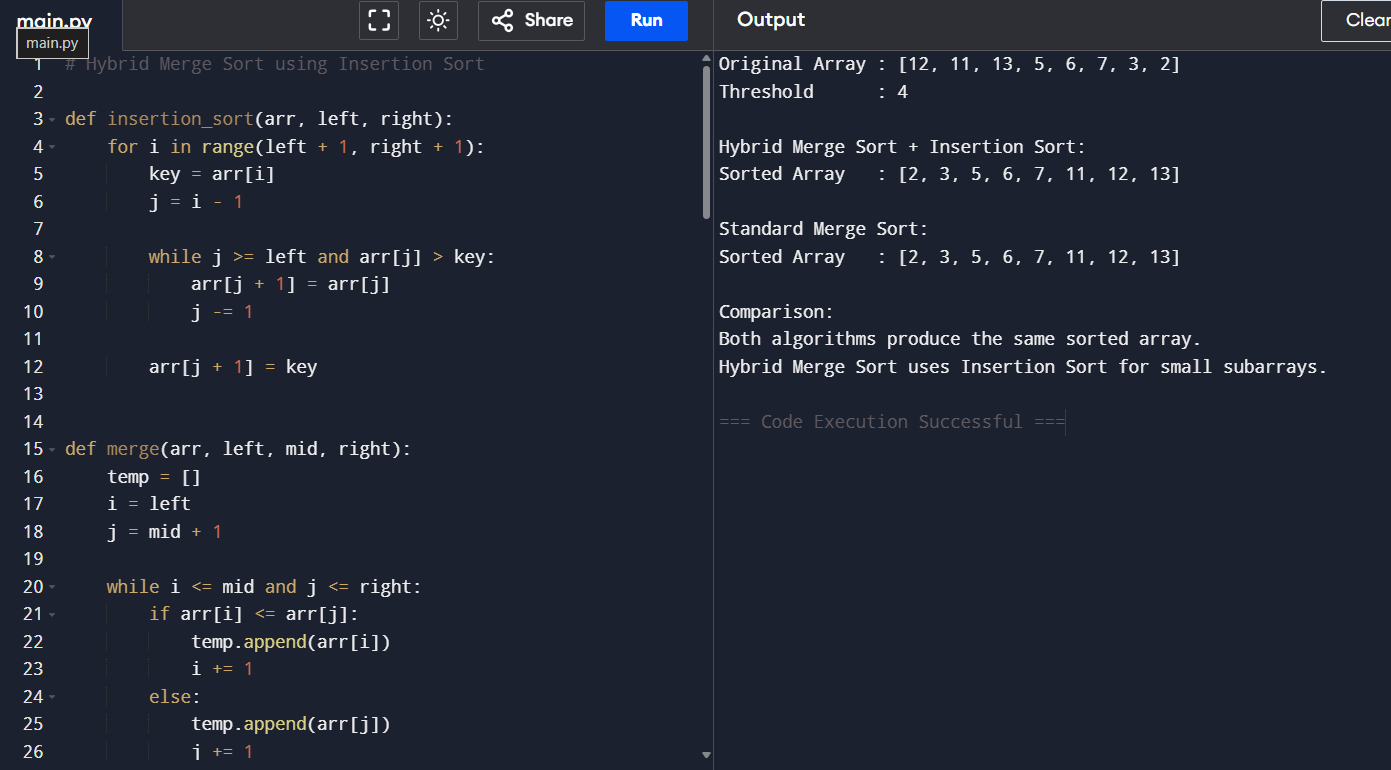 main.py
Share
Run
Output
main.py
1 # Hybrid Merge Sort using Insertion Sort
2
3 def insertion_sort(arr, left, right):
4     for i in range(left + 1, right + 1):
5         key = arr[i]
6         j = i - 1
7
8         while j >= left and arr[j] > key:
9             arr[j + 1] = arr[j]
10             j -= 1
11
12         arr[j + 1] = key
13
14
15 def merge(arr, left, mid, right):
16     temp = []
17     i = left
18     j = mid + 1
19
20     while i <= mid and j <= right:
21         if arr[i] <= arr[j]:
22             temp.append(arr[i])
23             i += 1
24         else:
25             temp.append(arr[j])
26             j += 1
Original Array : [12, 11, 13, 5, 6, 7, 3, 2]
Threshold      : 4
Hybrid Merge Sort + Insertion Sort:
Sorted Array   : [2, 3, 5, 6, 7, 11, 12, 13]
Standard Merge Sort:
Sorted Array   : [2, 3, 5, 6, 7, 11, 12, 13]
Comparison:
Both algorithms produce the same sorted array.
Hybrid Merge Sort uses Insertion Sort for small subarrays.
=== Code Execution Successful ===